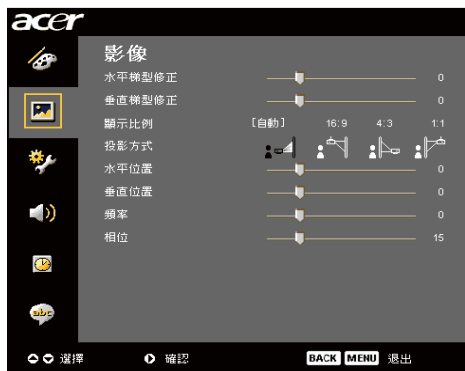 acer
影像
水平梯型修正 0
垂直梯型修正 0
顯示比例 [自動] 16:9 4:3 1:1
投影方式
水平位置 0
垂直位置 0
頻率 0
相位 15
abc
選擇 確認 BACK MENU 退出